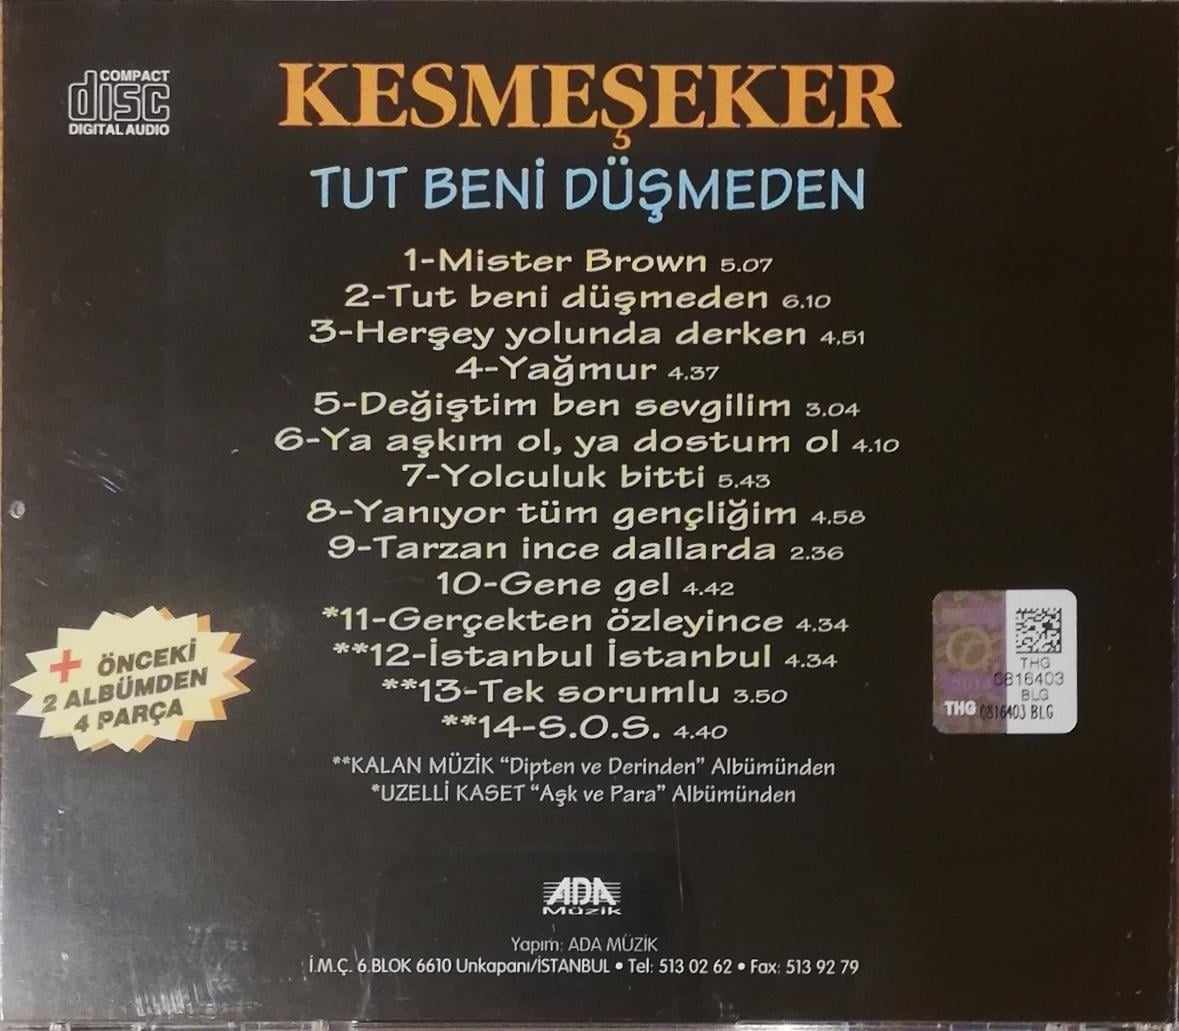 COMPACT
disc
DIGITAL AUDIO
KESMEŞEKER
TUT BENİ DÜŞMEDEN
1-Mister Brown 5.07
2-Tut beni düşmeden 6.10
3-Herşey yolunda derken 4.51
4-Yağmur 4.37
5-Değiştim ben sevgilim 3.04
6-Ya aşkım ol, ya dostum ol 4.10
7-Yolculuk bitti 5.43
8-Yanıyor tüm gençliğim 4.58
9-Tarzan ince dallarda 2.36
10-Gene gel 4.42
*11-Gerçekten özleyince 4.34
**12-İstanbul İstanbul 4.34
**13-Tek sorumlu 3.50
**14-S.O.S. 4.40
+ ÖNCEKİ
2 ALBÜMDEN
4 PARÇA
THG
0816403
BLG
THG 0816403 BLG
**KALAN MÜZİK "Dipten ve Derinden" Albümünden
*UZELLİ KASET "Aşk ve Para" Albümünden
ADA
Müzik
Yapım: ADA MÜZİK
İ.M.Ç. 6.BLOK 6610 Unkapanı/İSTANBUL • Tel: 513 02 62 • Fax: 513 92 79